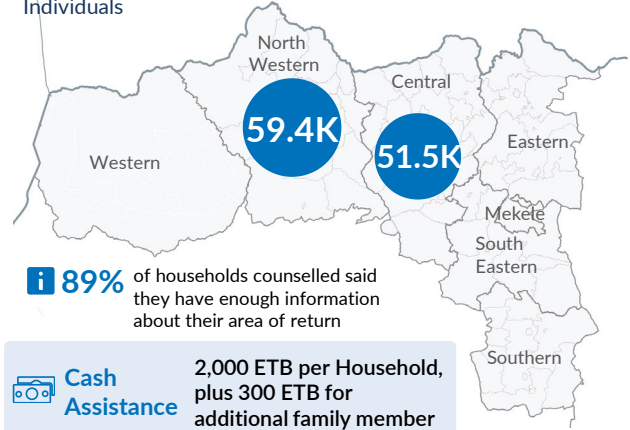 Individuals
North
Western
Central
59.4K
51.5K
Eastern
Western
Mekele
South
Eastern
i 89% of households counselled said
they have enough information
about their area of return
Southern
Cash
Assistance
2,000 ETB per Household,
plus 300 ETB for
additional family member